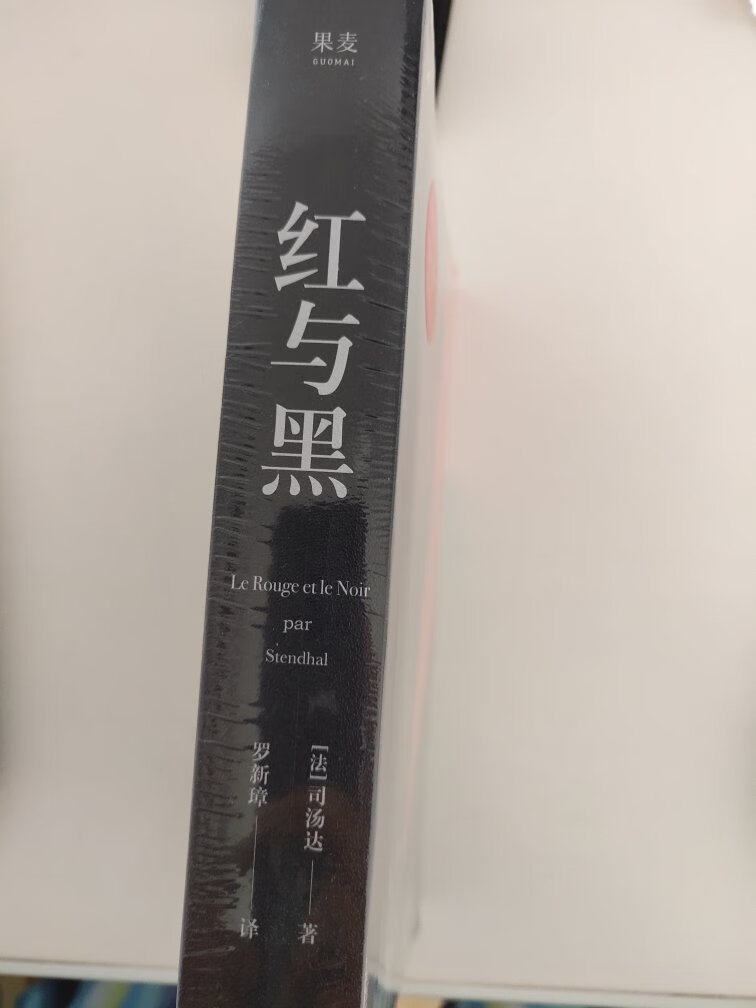 果麦
GUOMAI
红与黑
Le Rouge et le Noir
par
Stendhal
[法]司汤达 著
罗新璋 译